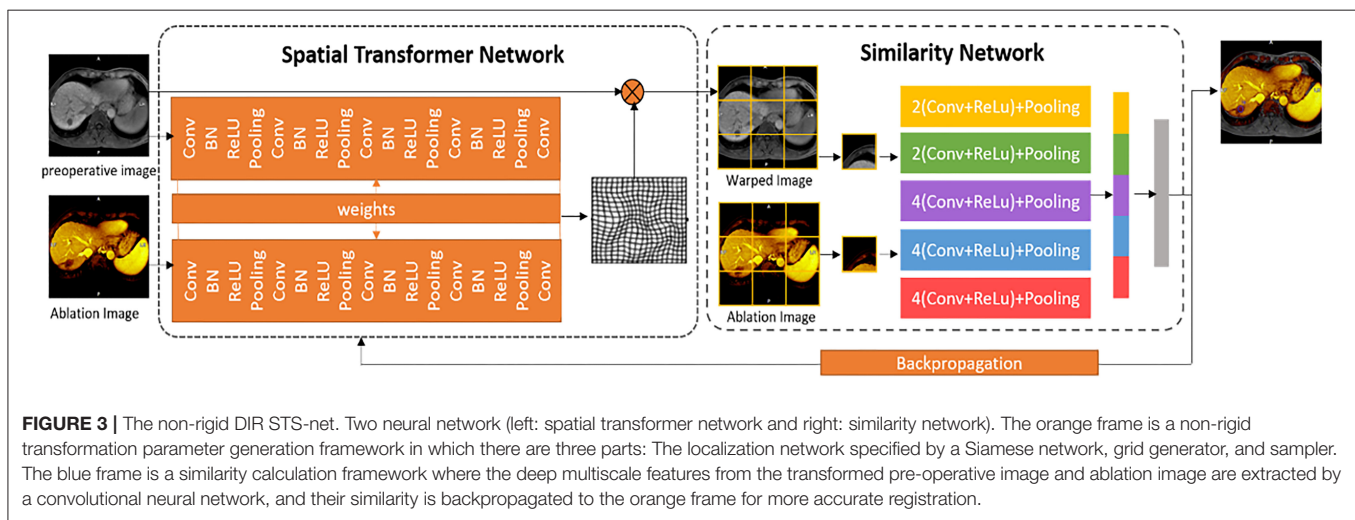 Spatial Transformer Network
Similarity Network
preoperative image
Conv BN ReLU Pooling Conv BN ReLU Pooling Conv BN ReLU Pooling Conv BN ReLU Pooling Conv
weights
Conv BN ReLU Pooling Conv BN ReLU Pooling Conv BN ReLU Pooling Conv BN ReLU Pooling Conv
Ablation Image
Warped Image
Ablation Image
2(Conv+ReLu)+Pooling
2(Conv+ReLu)+Pooling
4(Conv+ReLu)+Pooling
4(Conv+ReLu)+Pooling
4(Conv+ReLu)+Pooling
Backpropagation
FIGURE 3 | The non-rigid DIR STS-net. Two neural network (left: spatial transformer network and right: similarity network). The orange frame is a non-rigid
transformation parameter generation framework in which there are three parts: The localization network specified by a Siamese network, grid generator, and sampler.
The blue frame is a similarity calculation framework where the deep multiscale features from the transformed pre-operative image and ablation image are extracted by
a convolutional neural network, and their similarity is backpropagated to the orange frame for more accurate registration.